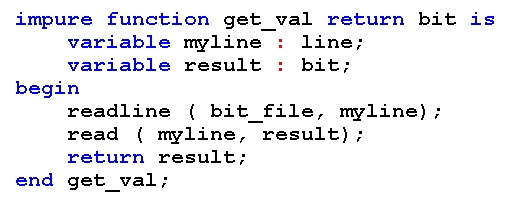 impure function get_val return bit is
    variable myline : line;
    variable result : bit;
begin
    readline ( bit_file, myline);
    read ( myline, result);
    return result;
end get_val;